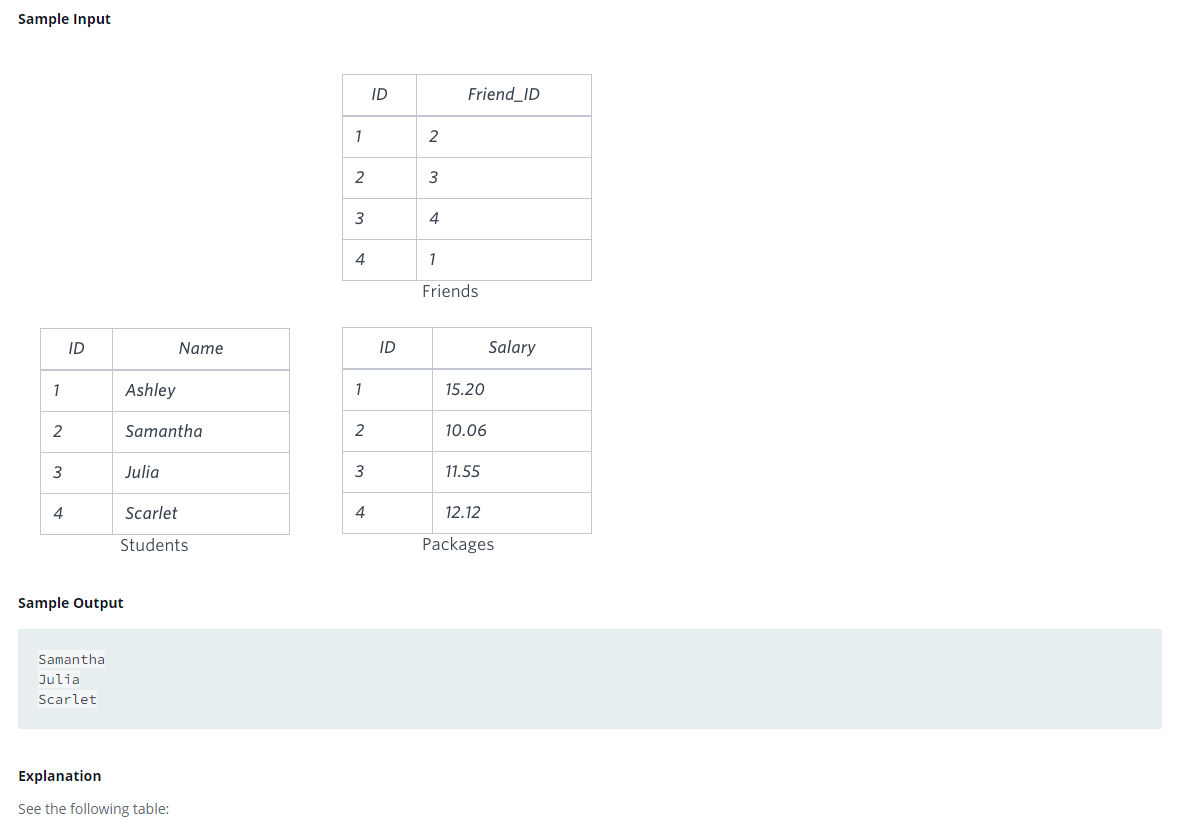 Sample Input
ID Friend_ID
1 2
2 3
3 4
4 1
Friends
ID Name
1 Ashley
2 Samantha
3 Julia
4 Scarlet
Students
ID Salary
1 15.20
2 10.06
3 11.55
4 12.12
Packages
Sample Output
Samantha
Julia
Scarlet
Explanation
See the following table: